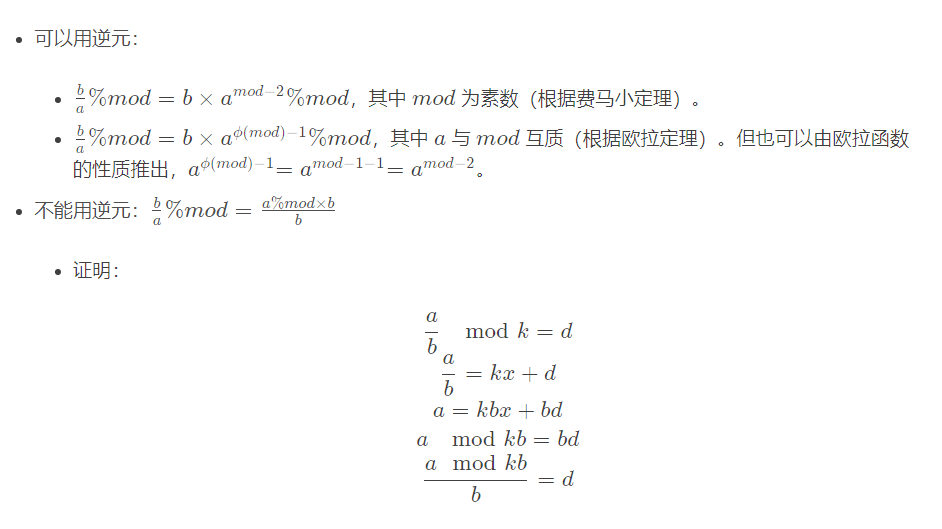 • 可以用逆元：
• $\frac{b}{a}\%mod = b \times a^{mod-2}\%mod$，其中 $mod$ 为素数（根据费马小定理）。
• $\frac{b}{a}\%mod = b \times a^{\phi(mod)-1}\%mod$，其中 $a$ 与 $mod$ 互质（根据欧拉定理）。但也可以由欧拉函数
的性质推出，$a^{\phi(mod)-1} = a^{mod-1-1} = a^{mod-2}$。
• 不能用逆元：$\frac{b}{a}\%mod = \frac{a\%mod \times b}{b}$
• 证明：
$\frac{a}{b} \mod k = d$
$\frac{a}{b} = kx + d$
$a = kbx + bd$
$a \mod kb = bd$
$\frac{a \mod kb}{b} = d$